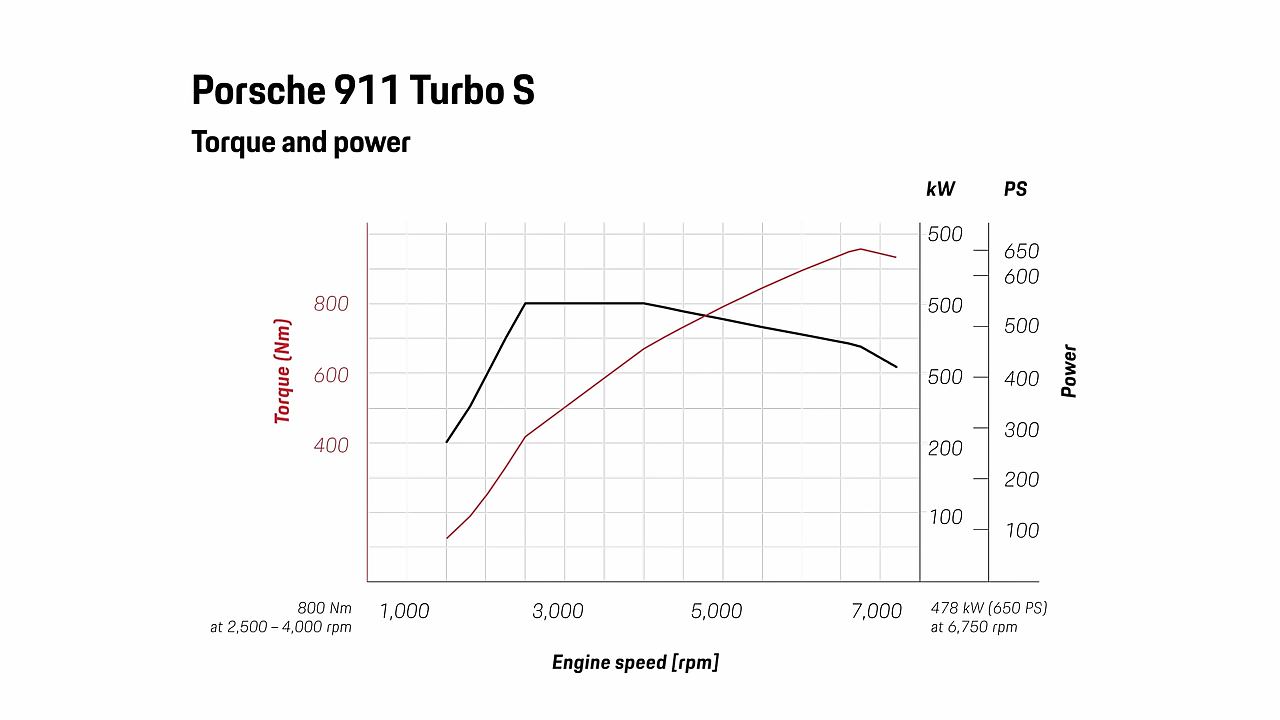 Porsche 911 Turbo S
Torque and power
kW
PS
500
500
500
200
100
650
600
500
400
300
200
100
Power
Torque (Nm)
800
600
400
1,000
3,000
5,000
7,000
800 Nm
at 2,500 – 4,000 rpm
478 kW (650 PS)
at 6,750 rpm
Engine speed [rpm]